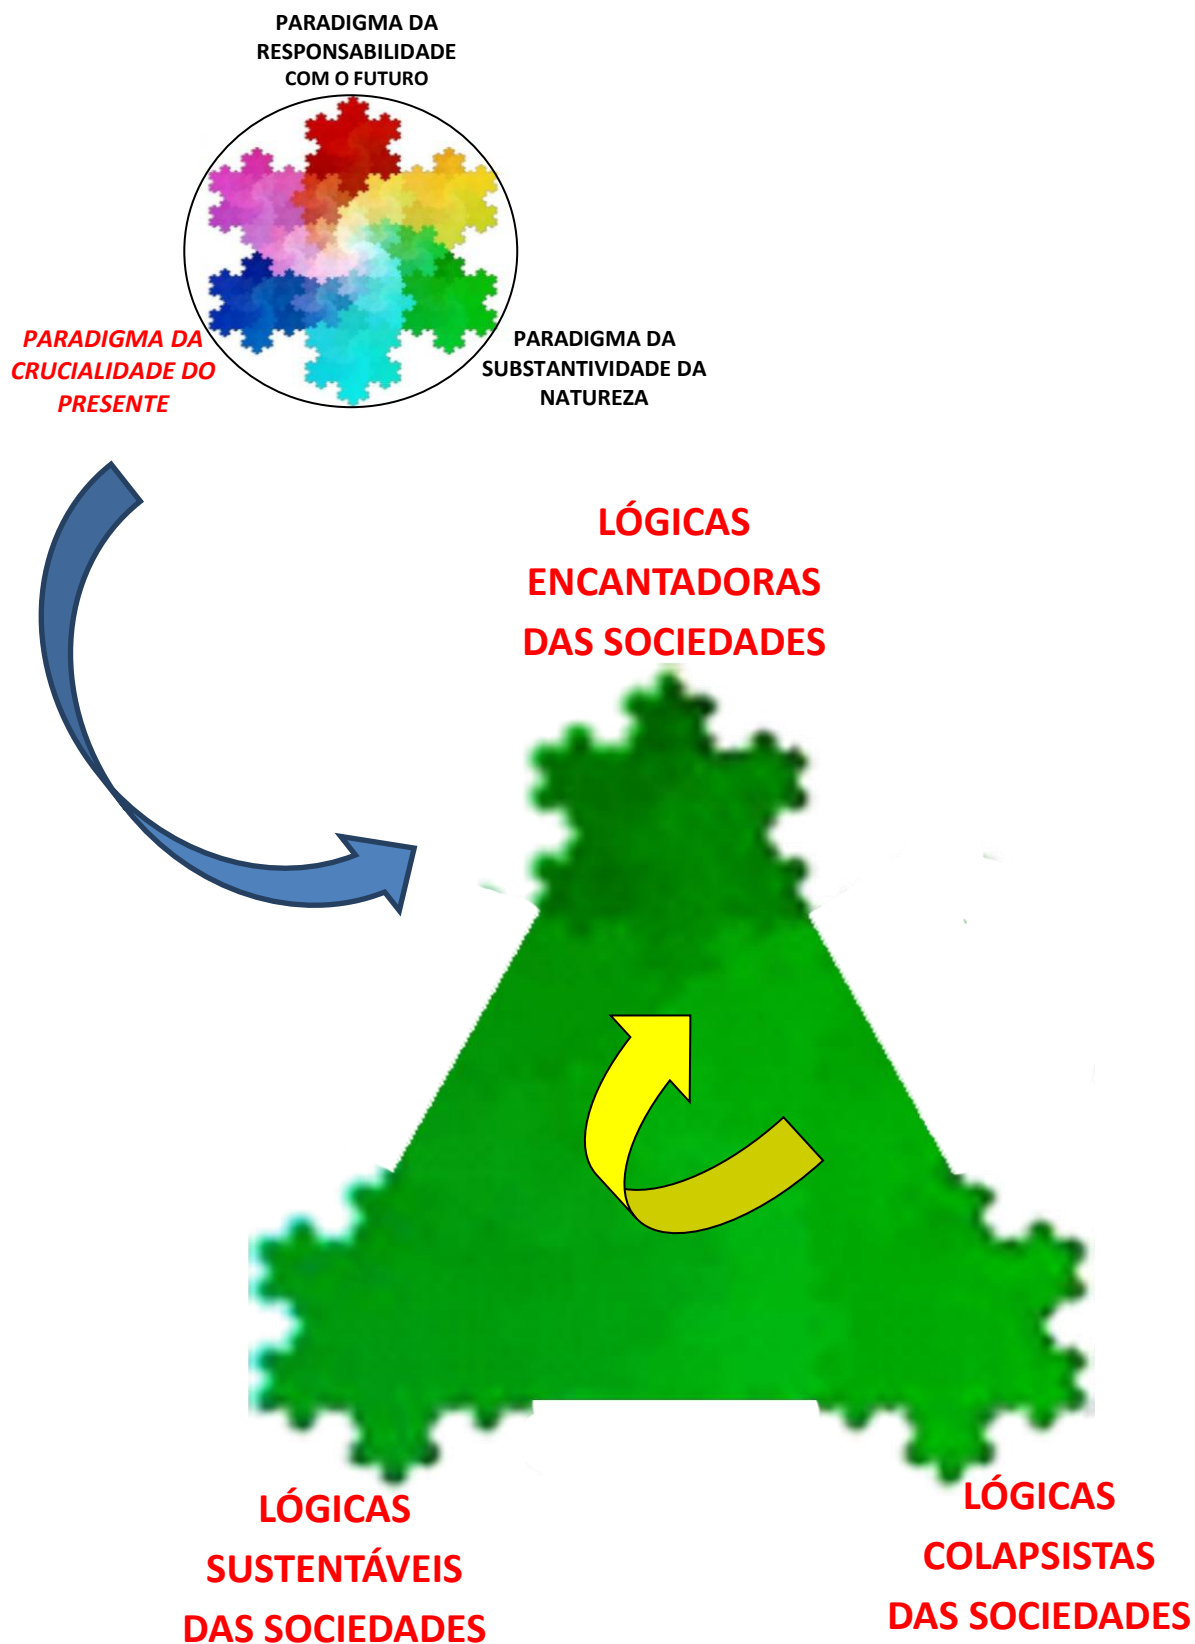 PARADIGMA DA
RESPONSABILIDADE
COM O FUTURO
PARADIGMA DA
CRUCIALIDADE DO
PRESENTE
PARADIGMA DA
SUBSTANTIVIDADE DA
NATUREZA
LÓGICAS
ENCANTADORAS
DAS SOCIEDADES
LÓGICAS
SUSTENTÁVEIS
DAS SOCIEDADES
LÓGICAS
COLAPSISTAS
DAS SOCIEDADES